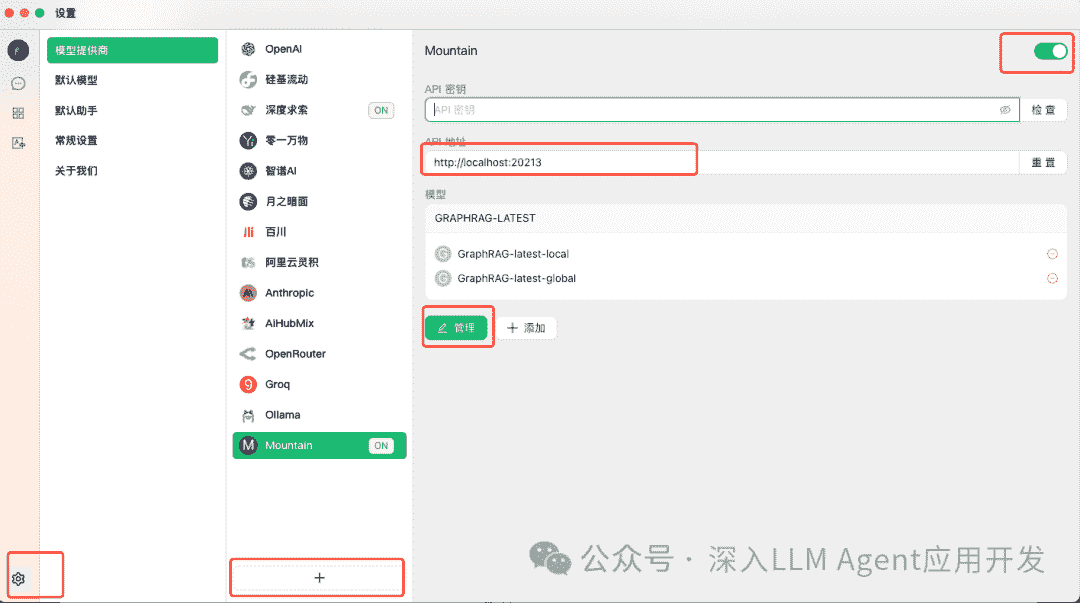 设置
模型提供商
默认模型
默认助手
常规设置
关于我们
OpenAI
硅基流动
深度求索 ON
零一万物
智谱AI
月之暗面
百川
阿里云灵积
Anthropic
AiHubMix
OpenRouter
Groq
Ollama
Mountain ON
Mountain
API 密钥
API 密钥 检 查
API 地址
http://localhost:20213 重 置
模型
GRAPHRAG-LATEST
GraphRAG-latest-local
GraphRAG-latest-global
管理 添加
公众号 · 深入LLM Agent应用开发